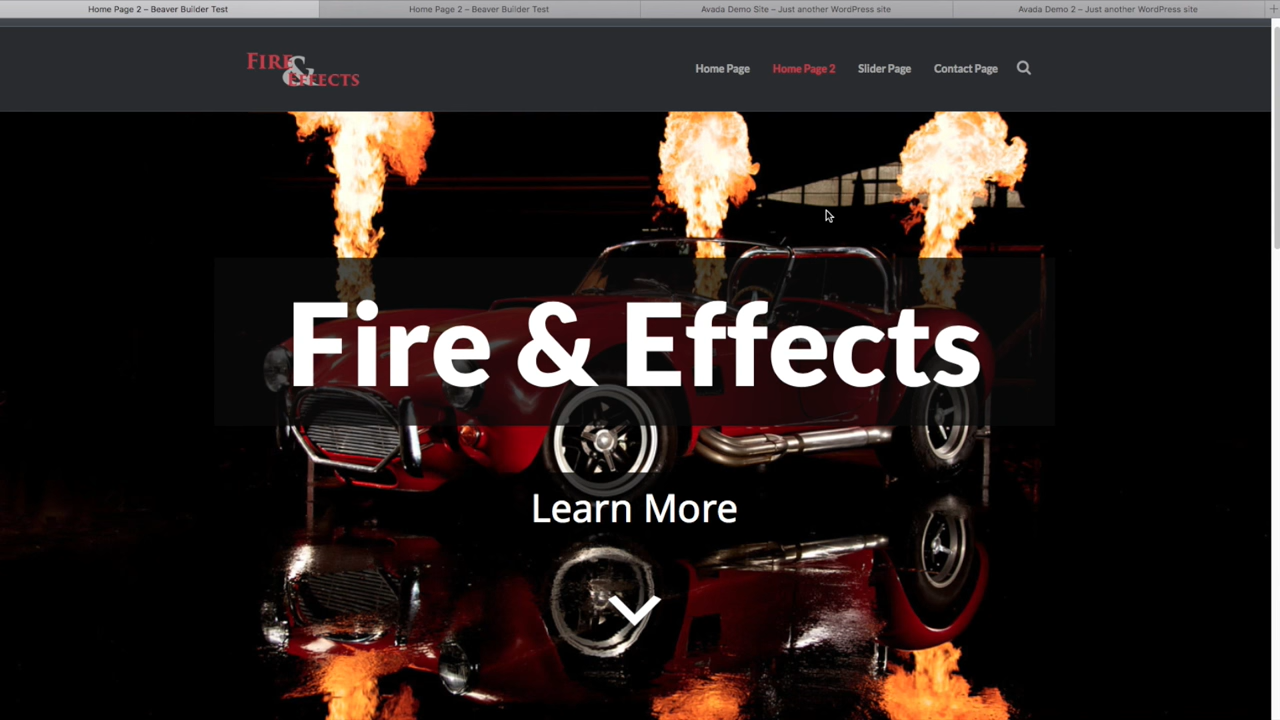 Home Page 2 – Beaver Builder Test
Home Page 2 – Beaver Builder Test
Avada Demo Site – Just another WordPress site
Avada Demo 2 – Just another WordPress site
FIRE
&
EFFECTS
Home Page
Home Page 2
Slider Page
Contact Page
Fire & Effects
Learn More